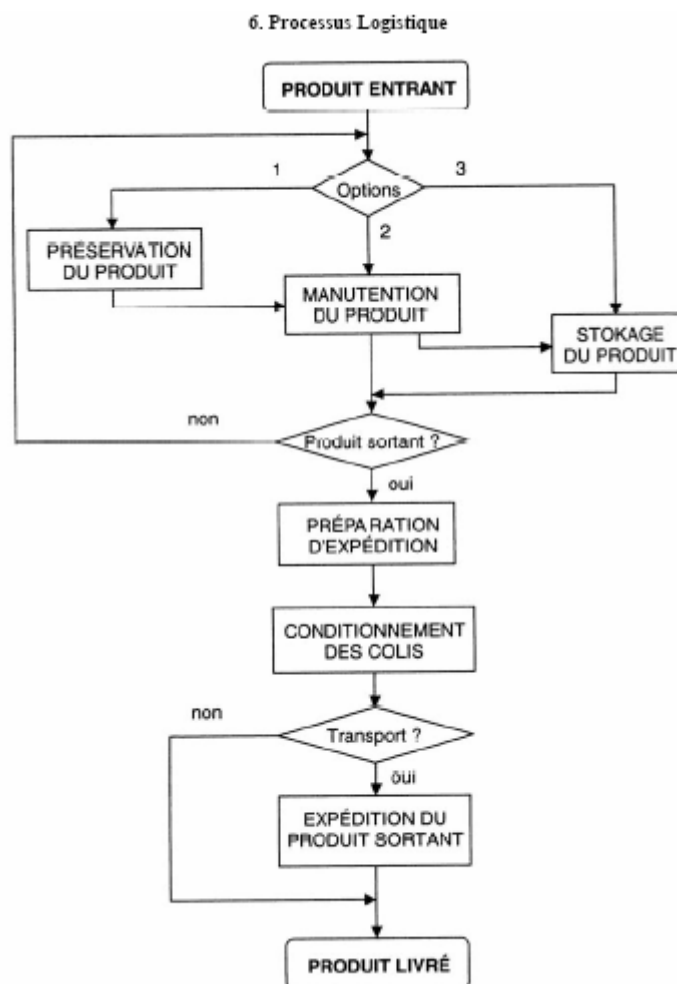 6. Processus Logistique
PRODUIT ENTRANT
1
3
Options
2
PRÉSERVATION
DU PRODUIT
MANUTENTION
DU PRODUIT
STOKAGE
DU PRODUIT
non
Produit sortant ?
oui
PRÉPARATION
D'EXPÉDITION
CONDITIONNEMENT
DES COLIS
non
Transport ?
oui
EXPÉDITION DU
PRODUIT SORTANT
PRODUIT LIVRÉ